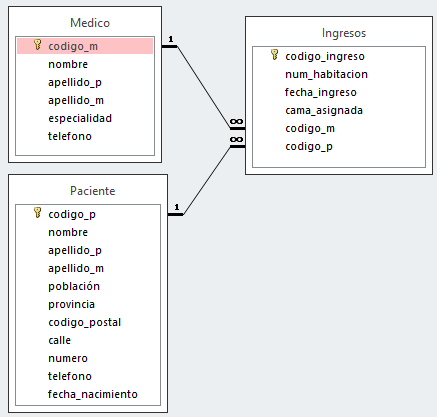 Medico
codigo_m
nombre
apellido_p
apellido_m
especialidad
telefono
1
∞
Ingresos
codigo_ingreso
num_habitacion
fecha_ingreso
cama_asignada
codigo_m
codigo_p
∞
1
Paciente
codigo_p
nombre
apellido_p
apellido_m
población
provincia
codigo_postal
calle
numero
telefono
fecha_nacimiento